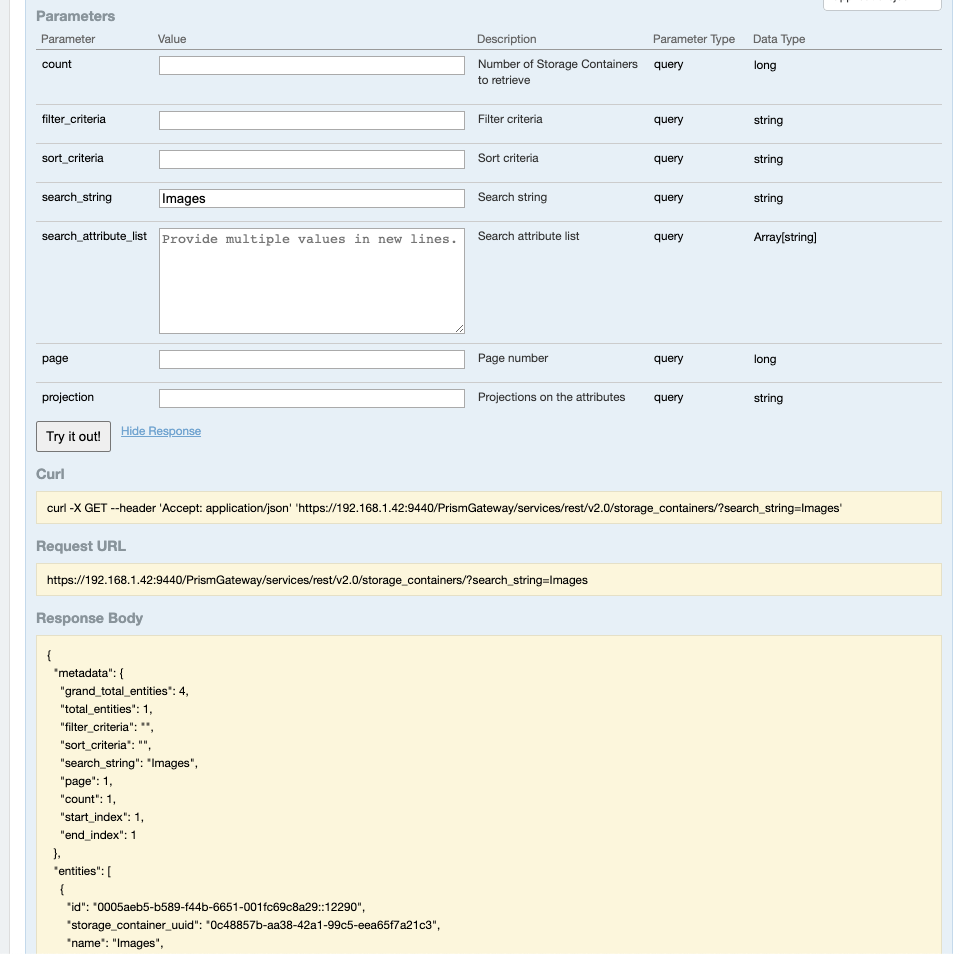 Parameters
Parameter Value Description Parameter Type Data Type
count Number of Storage Containers to retrieve query long
filter_criteria Filter criteria query string
sort_criteria Sort criteria query string
search_string Images Search string query string
search_attribute_list Provide multiple values in new lines. Search attribute list query Array[string]
page Page number query long
projection Projections on the attributes query string
Try it out! Hide Response
Curl
curl -X GET --header 'Accept: application/json' 'https://192.168.1.42:9440/PrismGateway/services/rest/v2.0/storage_containers/?search_string=Images'
Request URL
https://192.168.1.42:9440/PrismGateway/services/rest/v2.0/storage_containers/?search_string=Images
Response Body
{
"metadata": {
"grand_total_entities": 4,
"total_entities": 1,
"filter_criteria": "",
"sort_criteria": "",
"search_string": "Images",
"page": 1,
"count": 1,
"start_index": 1,
"end_index": 1
},
"entities": [
{
"id": "0005aeb5-b589-f44b-6651-001fc69c8a29::12290",
"storage_container_uuid": "0c48857b-aa38-42a1-99c5-eea65f7a21c3",
"name": "Images",